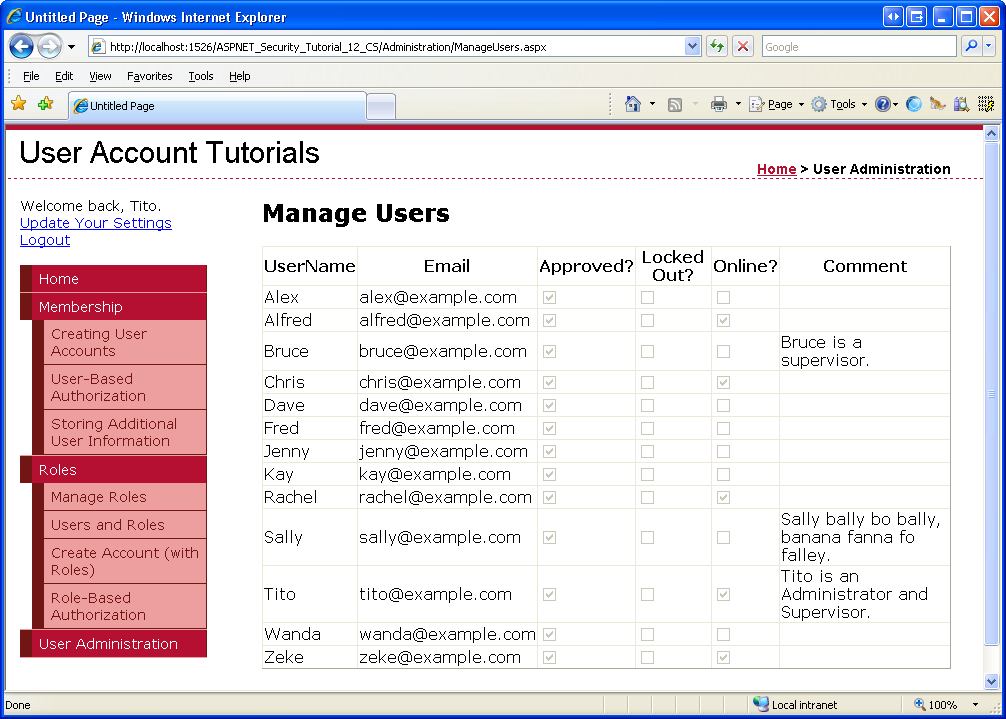 Untitled Page - Windows Internet Explorer
http://localhost:1526/ASPNET_Security_Tutorial_12_CS/Administration/ManageUsers.aspx
Google
File Edit View Favorites Tools Help
Untitled Page
Page Tools
User Account Tutorials
Home > User Administration
Welcome back, Tito.
Update Your Settings
Logout
Home
Membership
Creating User
Accounts
User-Based
Authorization
Storing Additional
User Information
Roles
Manage Roles
Users and Roles
Create Account (with
Roles)
Role-Based
Authorization
User Administration
Manage Users
UserName Email Approved? Locked Out? Online? Comment
Alex alex@example.com
Alfred alfred@example.com
Bruce bruce@example.com Bruce is a
supervisor.
Chris chris@example.com
Dave dave@example.com
Fred fred@example.com
Jenny jenny@example.com
Kay kay@example.com
Rachel rachel@example.com
Sally sally@example.com Sally bally bo bally,
banana fanna fo
falley.
Tito tito@example.com Tito is an
Administrator and
Supervisor.
Wanda wanda@example.com
Zeke zeke@example.com
Done Local intranet 100%